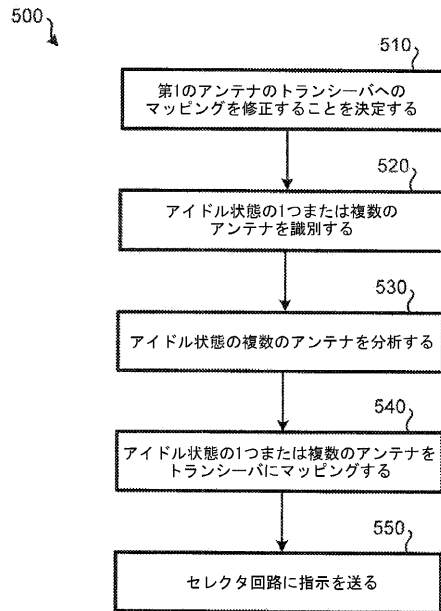 500
510
第1のアンテナのトランシーバへの
マッピングを修正することを決定する
520
アイドル状態の1つまたは複数の
アンテナを識別する
530
アイドル状態の複数のアンテナを分析する
540
アイドル状態の1つまたは複数のアンテナを
トランシーバにマッピングする
550
セレクタ回路に指示を送る